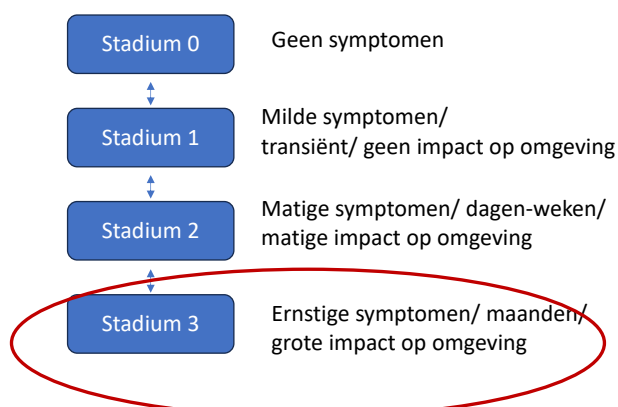 Stadium 0
Geen symptomen
Stadium 1
Milde symptomen/
transiënt/ geen impact op omgeving
Stadium 2
Matige symptomen/ dagen-weken/
matige impact op omgeving
Stadium 3
Ernstige symptomen/ maanden/
grote impact op omgeving